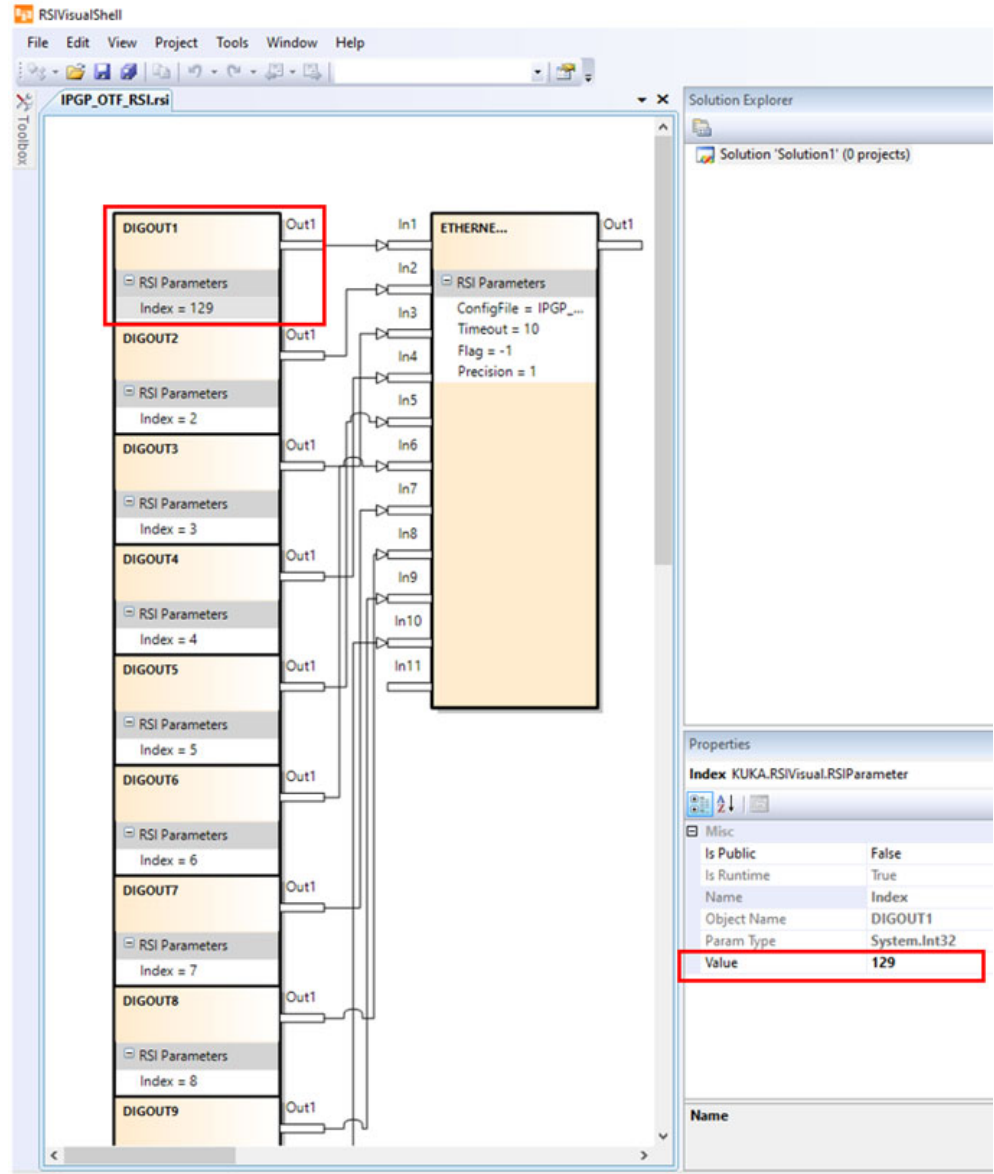 RSIVisualShell
File Edit View Project Tools Window Help
Toolbox
IPGP_OTF_RSI.rsi
DIGOUT1
Out1
RSI Parameters
Index = 129
DIGOUT2
Out1
RSI Parameters
Index = 2
DIGOUT3
Out1
RSI Parameters
Index = 3
DIGOUT4
Out1
RSI Parameters
Index = 4
DIGOUT5
Out1
RSI Parameters
Index = 5
DIGOUT6
Out1
RSI Parameters
Index = 6
DIGOUT7
Out1
RSI Parameters
Index = 7
DIGOUT8
Out1
RSI Parameters
Index = 8
DIGOUT9
Out1
In1
In2
In3
In4
In5
In6
In7
In8
In9
In10
In11
ETHERNE...
Out1
RSI Parameters
ConfigFile = IPGP_...
Timeout = 10
Flag = -1
Precision = 1
Solution Explorer
Solution 'Solution1' (0 projects)
Properties
Index KUKA.RSIVisual.RSIParameter
Misc
Is Public False
Is Runtime True
Name Index
Object Name DIGOUT1
Param Type System.Int32
Value 129
Name